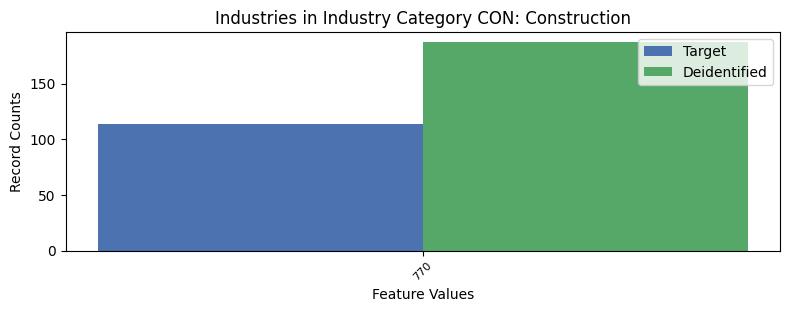 Industries in Industry Category CON: Construction
Target
Deidentified
Record Counts
150
100
50
0
770
Feature Values